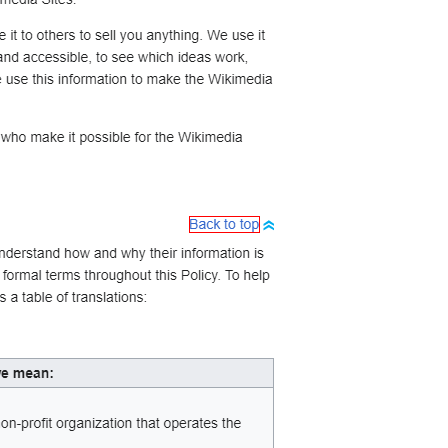 media Sites.
e it to others to sell you anything. We use it
and accessible, to see which ideas work,
use this information to make the Wikimedia
who make it possible for the Wikimedia
Back to top
nderstand how and why their information is
formal terms throughout this Policy. To help
s a table of translations:
e mean:
on-profit organization that operates the